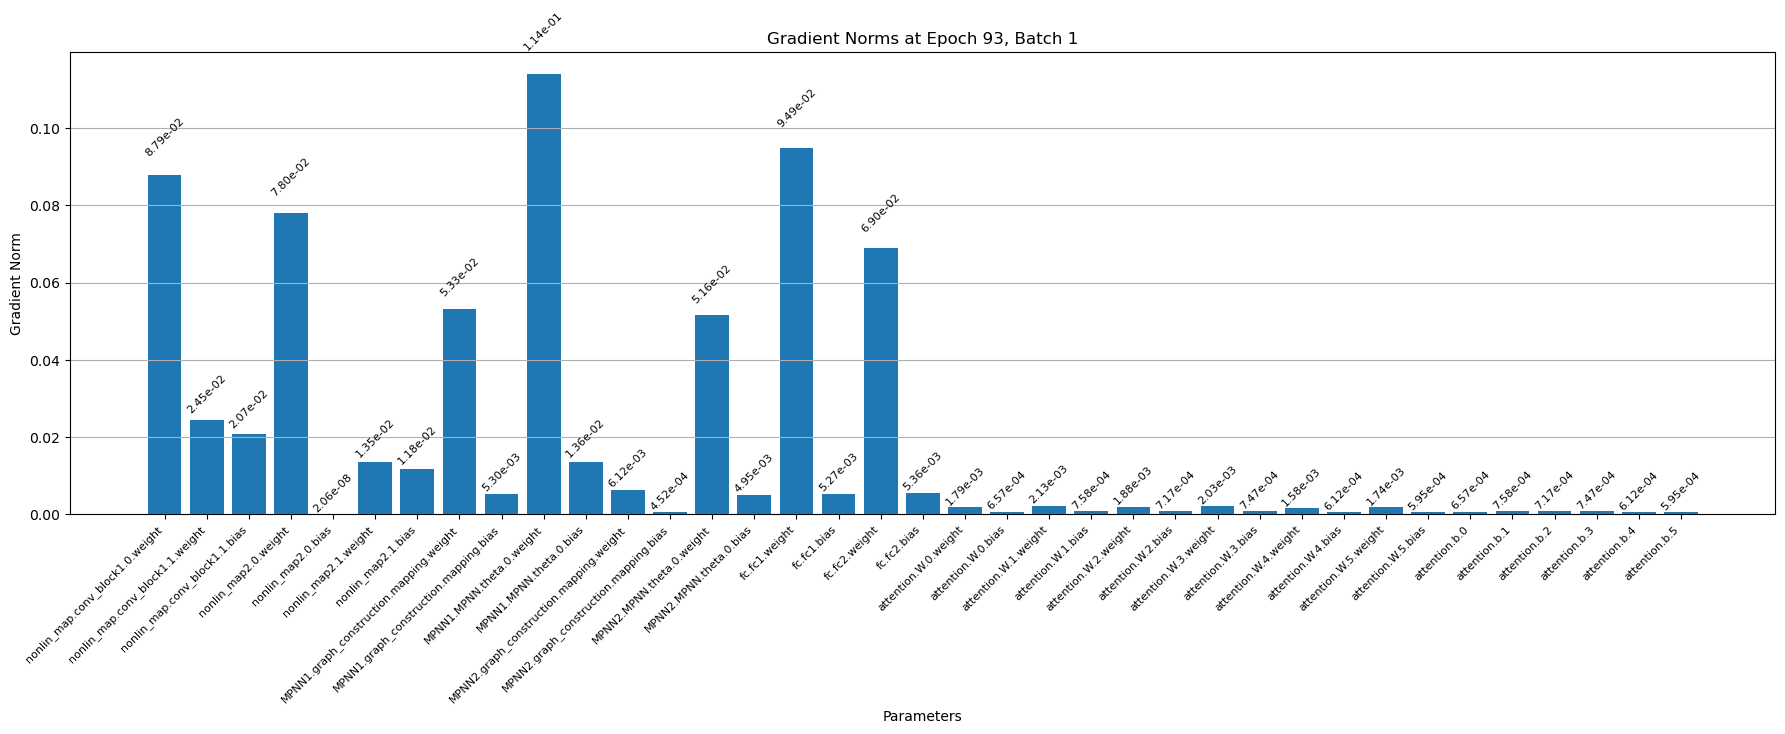 Gradient Norms at Epoch 93, Batch 1
Gradient Norm
0.10
0.08
0.06
0.04
0.02
0.00
8.79e-02
2.45e-02
2.07e-02
7.80e-02
2.06e-08
1.35e-02
1.18e-02
5.33e-02
5.30e-03
1.14e-01
1.36e-02
6.12e-03
4.52e-04
5.16e-02
4.95e-03
9.49e-02
5.27e-03
6.90e-02
5.36e-03
1.79e-03
6.57e-04
2.13e-03
7.58e-04
1.88e-03
7.17e-04
2.03e-03
7.47e-04
1.58e-03
6.12e-04
1.74e-03
5.95e-04
6.57e-04
7.58e-04
7.17e-04
7.47e-04
6.12e-04
5.95e-04
nonlin_map.conv_block1.0.weight
nonlin_map.conv_block1.1.weight
nonlin_map.conv_block1.1.bias
nonlin_map2.0.weight
nonlin_map2.0.bias
nonlin_map2.1.weight
nonlin_map2.1.bias
MPNN1.graph_construction.mapping.weight
MPNN1.graph_construction.mapping.bias
MPNN1.MPNN.theta.0.weight
MPNN1.MPNN.theta.0.bias
MPNN2.graph_construction.mapping.weight
MPNN2.graph_construction.mapping.bias
MPNN2.MPNN.theta.0.weight
MPNN2.MPNN.theta.0.bias
fc.fc1.weight
fc.fc1.bias
fc.fc2.weight
fc.fc2.bias
attention.W.0.weight
attention.W.0.bias
attention.W.1.weight
attention.W.1.bias
attention.W.2.weight
attention.W.2.bias
attention.W.3.weight
attention.W.3.bias
attention.W.4.weight
attention.W.4.bias
attention.W.5.weight
attention.W.5.bias
attention.b.0
attention.b.1
attention.b.2
attention.b.3
attention.b.4
attention.b.5
Parameters